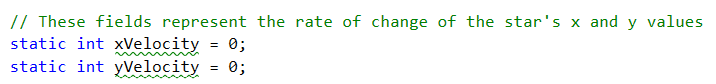 // These fields represent the rate of change of the star's x and y values
static int xVelocity = 0;
static int yVelocity = 0;